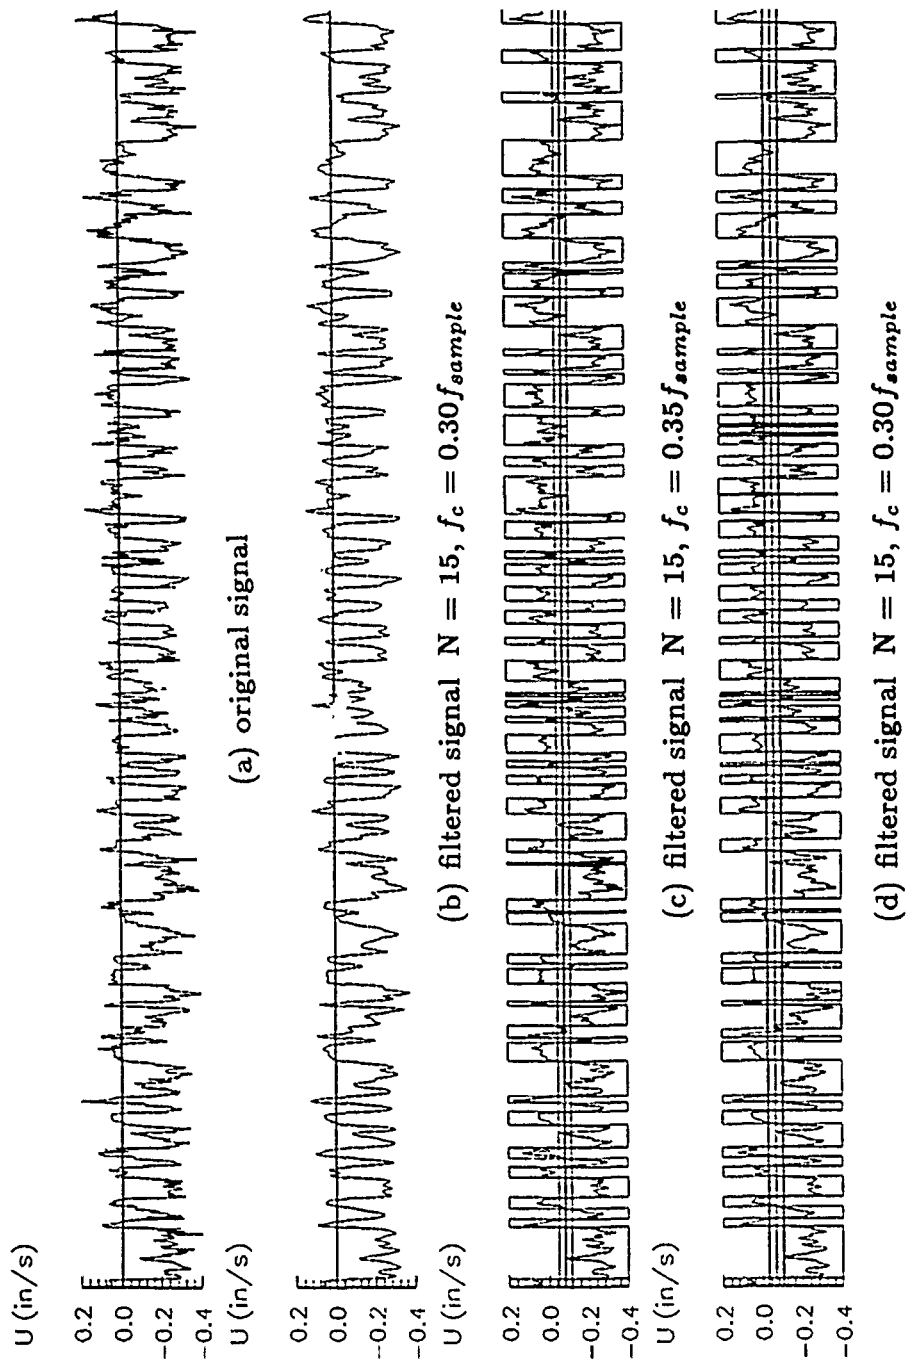 U (in/s)
0.2
0.0
−0.2
−0.4
(a) original signal
U (in/s)
0.2
0.0
−0.2
−0.4
(b) filtered signal N = 15, f_c = 0.30f_sample
U (in/s)
0.2
0.0
−0.2
−0.4
(c) filtered signal N = 15, f_c = 0.35f_sample
U (in/s)
0.2
0.0
−0.2
−0.4
(d) filtered signal N = 15, f_c = 0.30f_sample